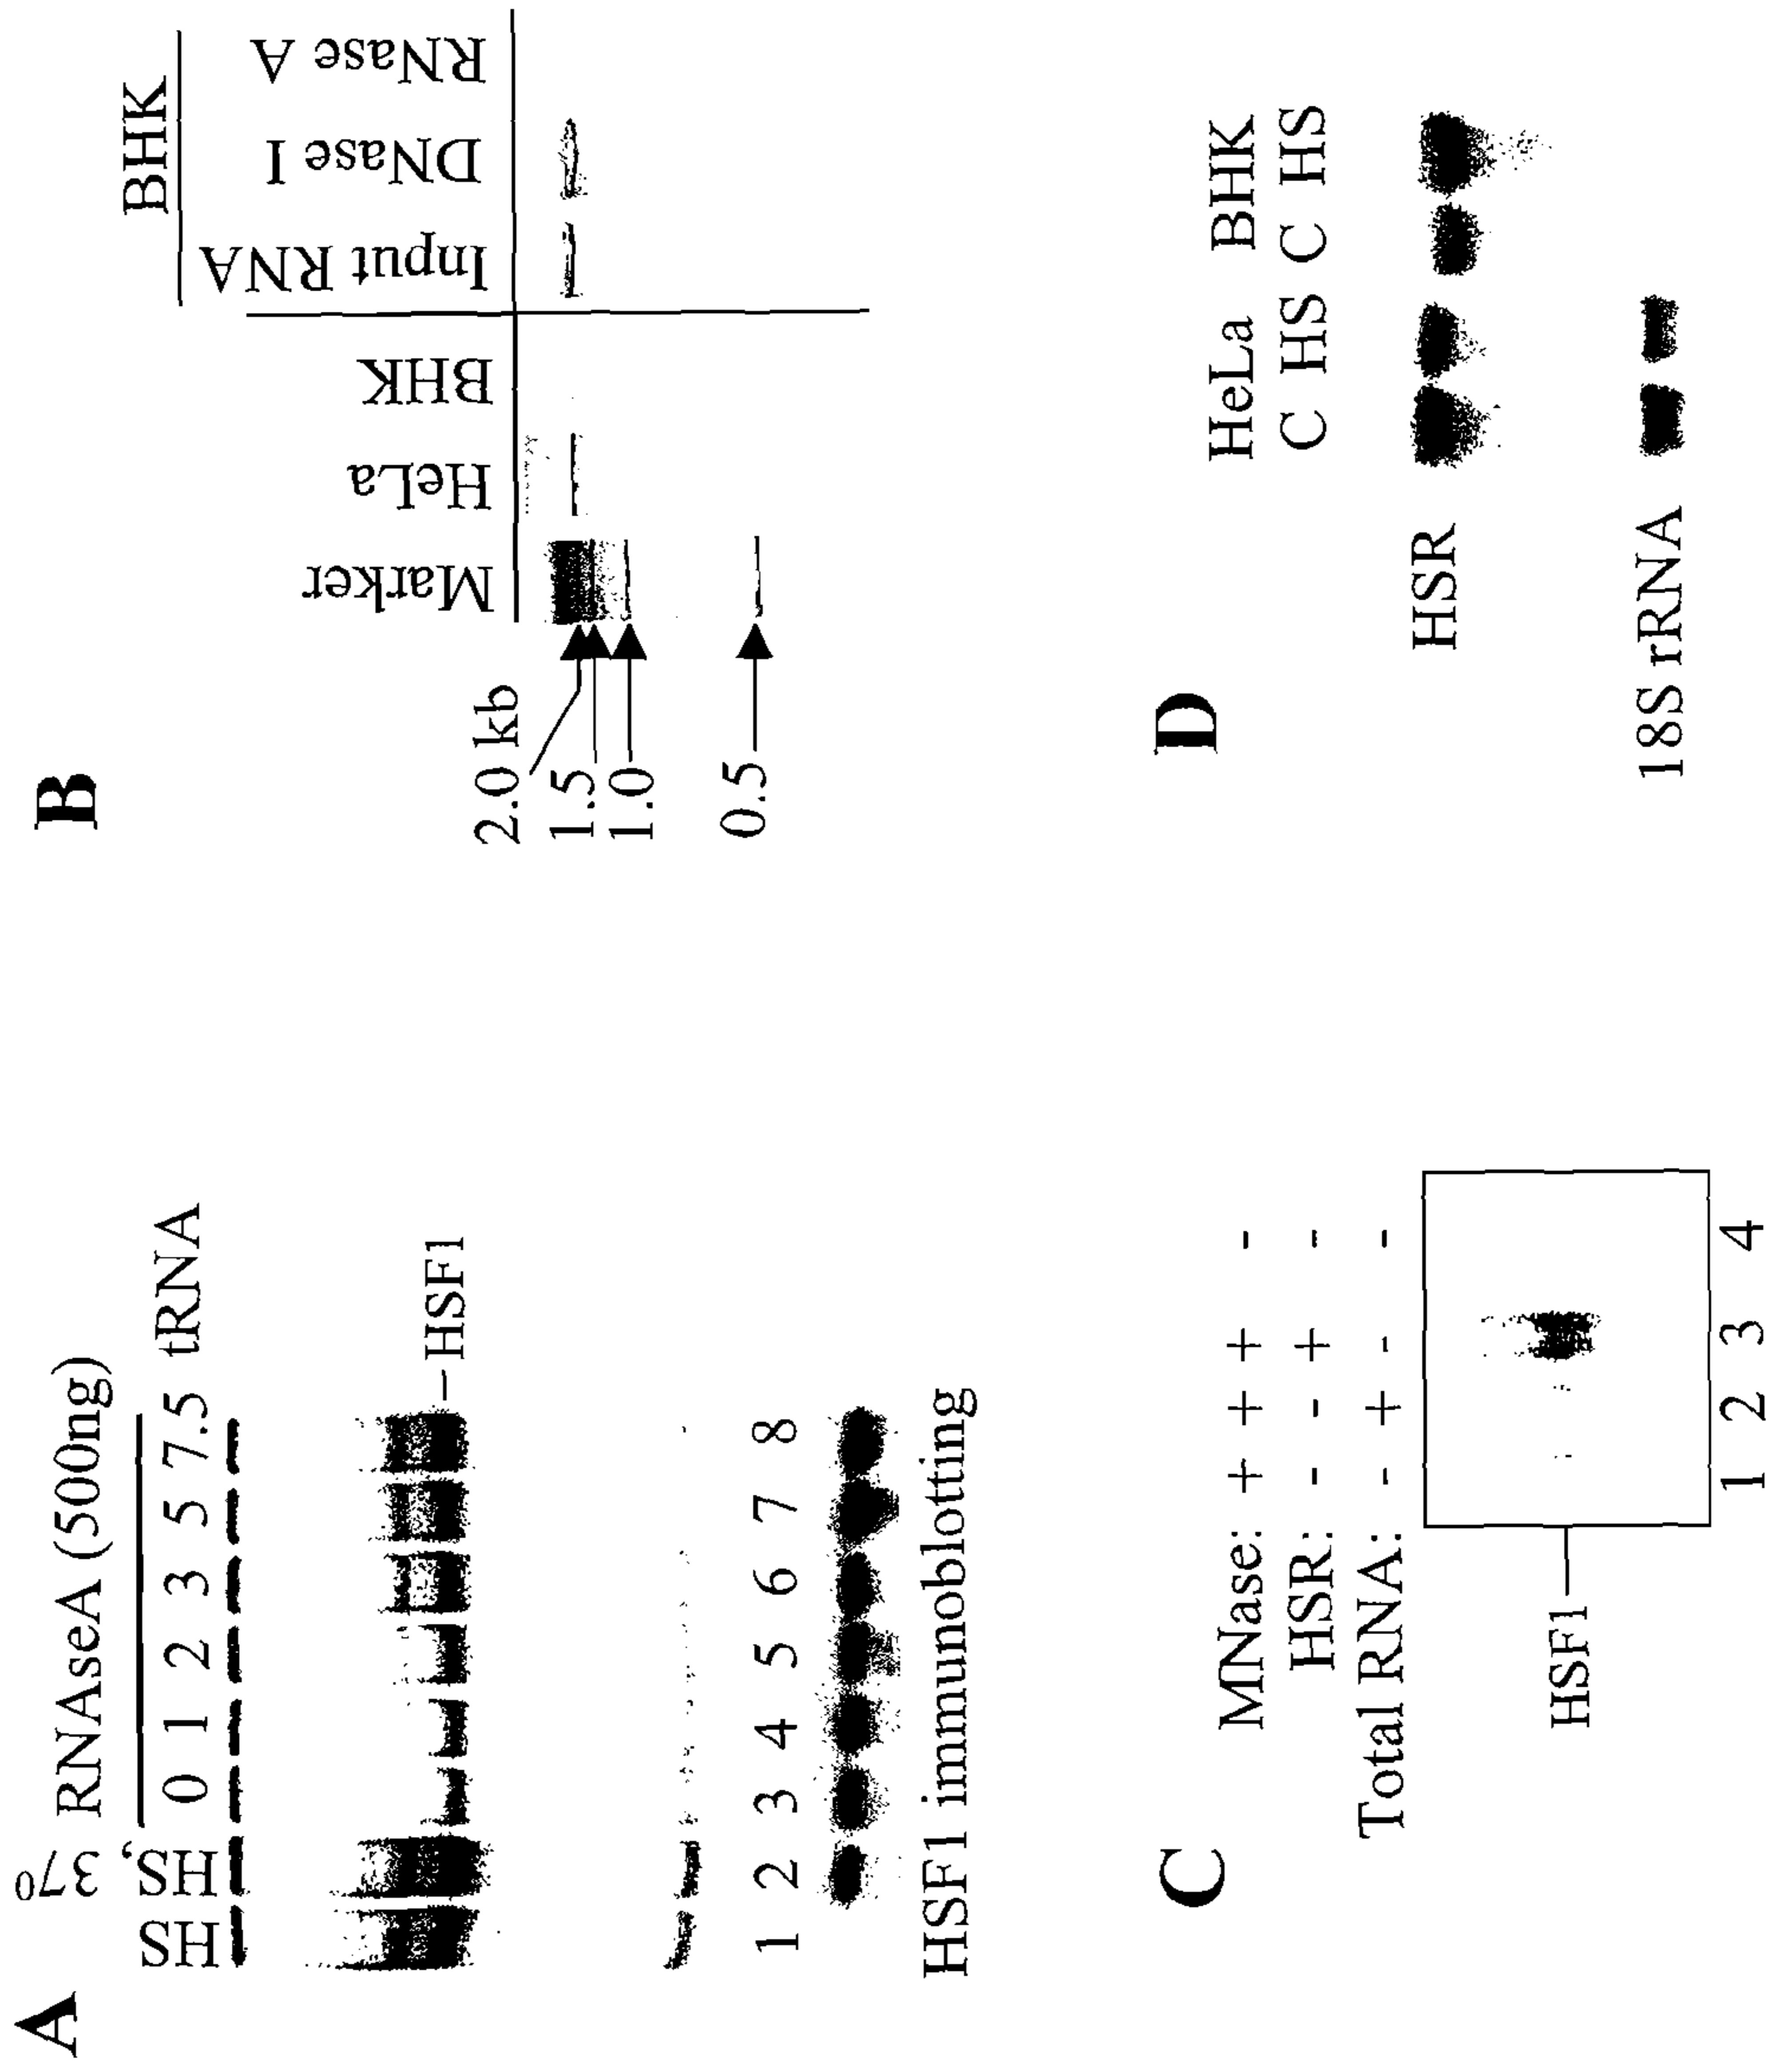 A
RNAseA (500ng)
37⁰
HS HS, 0 1 2 3 5 7.5 tRNA
HSF1
1 2 3 4 5 6 7 8
HSF1 immunoblotting
B
BHK
Marker HeLa BHK Input RNA DNase I RNase A
2.0 kb
1.5
1.0
0.5
C
MNase: + + + -
HSR: - - + -
Total RNA: - + - -
HSF1
1 2 3 4
D
HeLa BHK
C HS C HS
HSR
18S rRNA